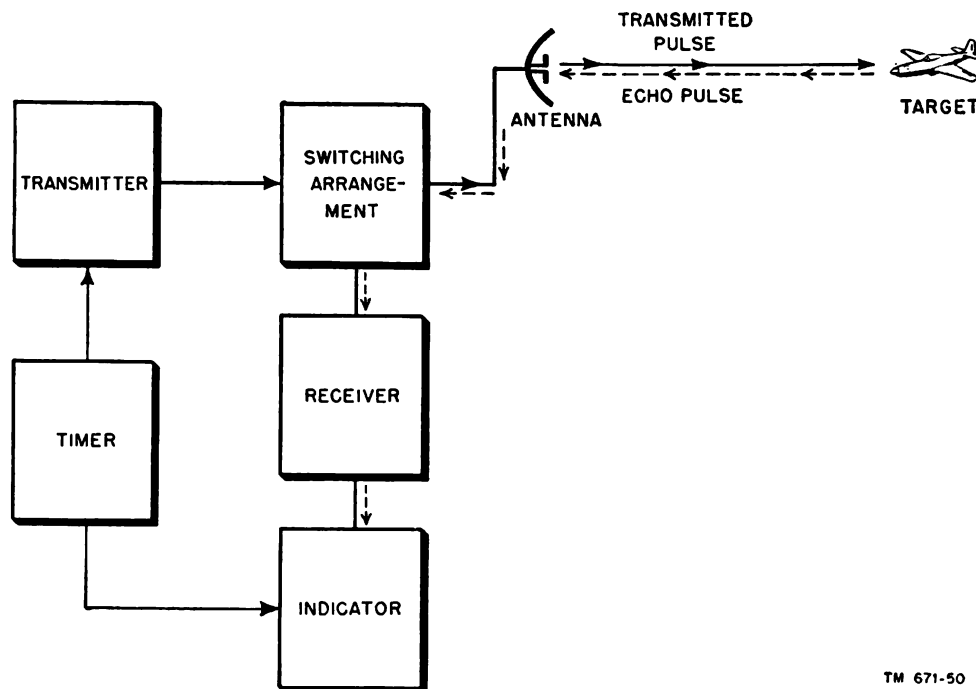 TRANSMITTED
PULSE
ECHO PULSE
ANTENNA
TARGET
TRANSMITTER
SWITCHING
ARRANGE-
MENT
RECEIVER
TIMER
INDICATOR
TM 671-50